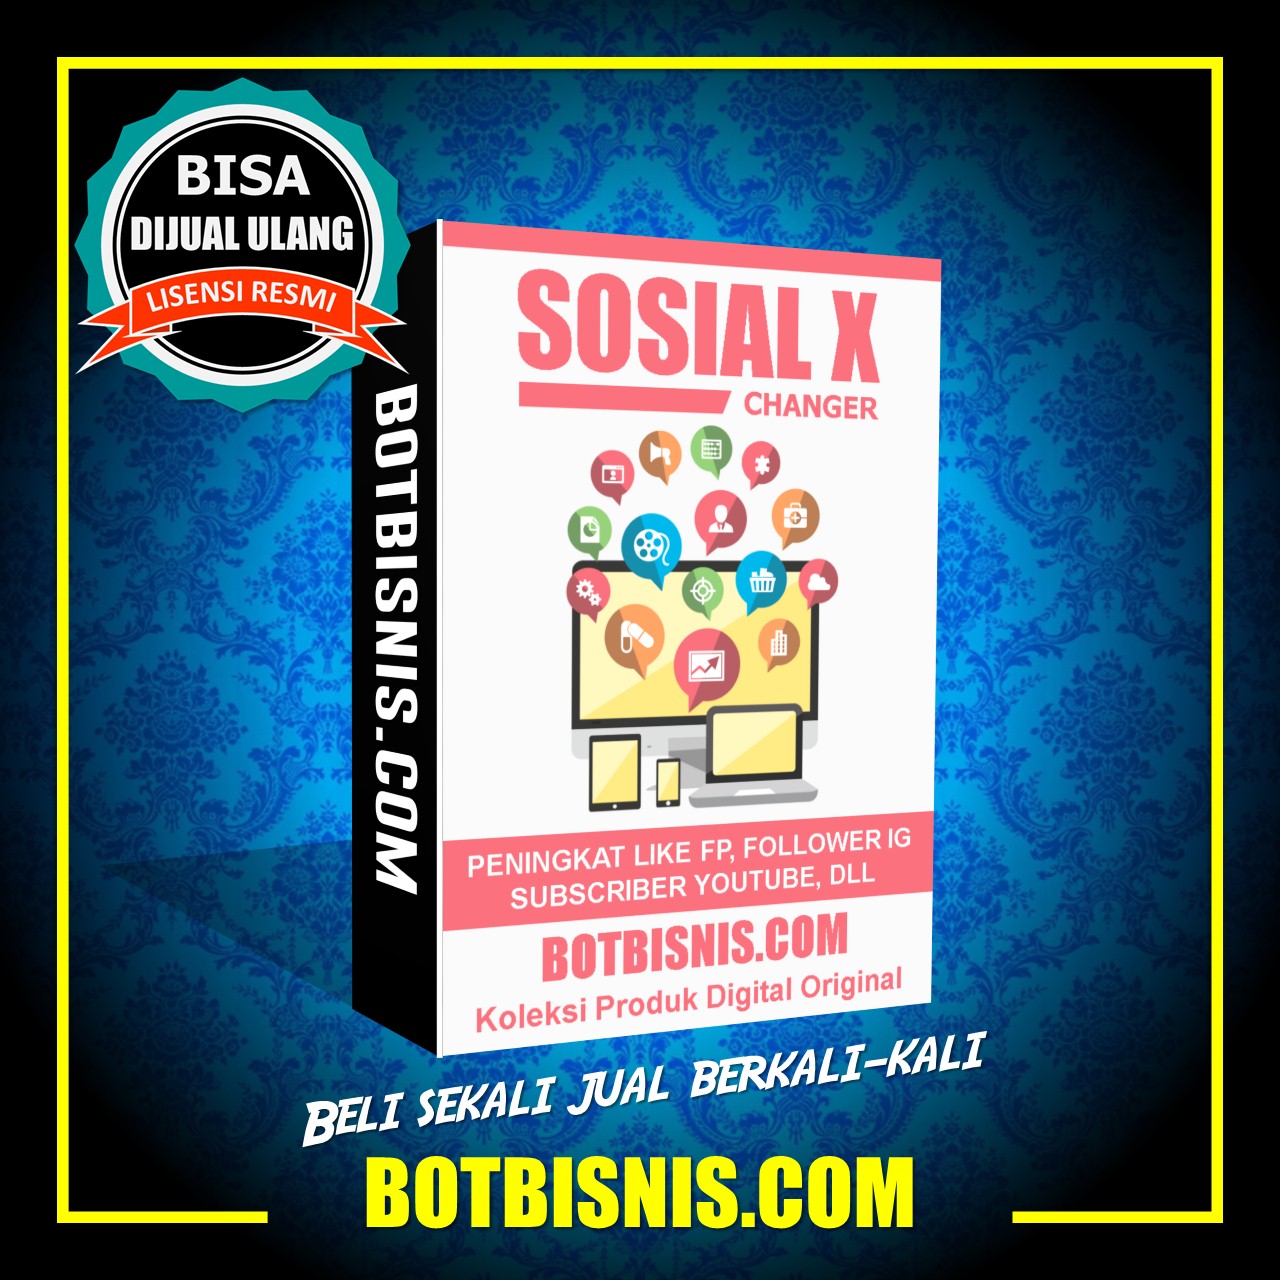 BISA
DIJUAL ULANG
LISENSI RESMI
BOTBISNIS.COM
SOSIAL X
CHANGER
PENINGKAT LIKE FP, FOLLOWER IG
SUBSCRIBER YOUTUBE, DLL
BOTBISNIS.COM
Koleksi Produk Digital Original
BELI SEKALI JUAL BERKALI-KALI
BOTBISNIS.COM